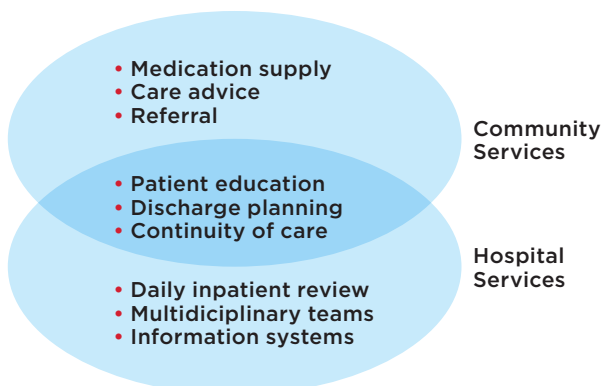 • Medication supply
• Care advice
• Referral
Community
Services
• Patient education
• Discharge planning
• Continuity of care
Hospital
Services
• Daily inpatient review
• Multidiciplinary teams
• Information systems